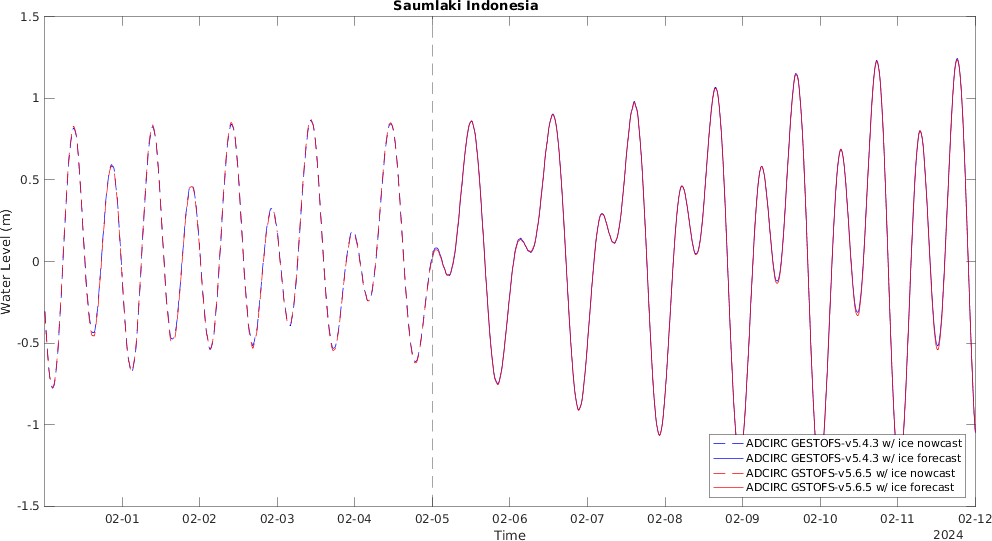 Saumlaki Indonesia
1.5
1
0.5
0
-0.5
-1
-1.5
Water Level (m)
02-01 02-02 02-03 02-04 02-05 02-06 02-07 02-08 02-09 02-10 02-11 02-12
Time
2024
ADCIRC GESTOFS-v5.4.3 w/ ice nowcast
ADCIRC GESTOFS-v5.4.3 w/ ice forecast
ADCIRC GSTOFS-v5.6.5 w/ ice nowcast
ADCIRC GSTOFS-v5.6.5 w/ ice forecast